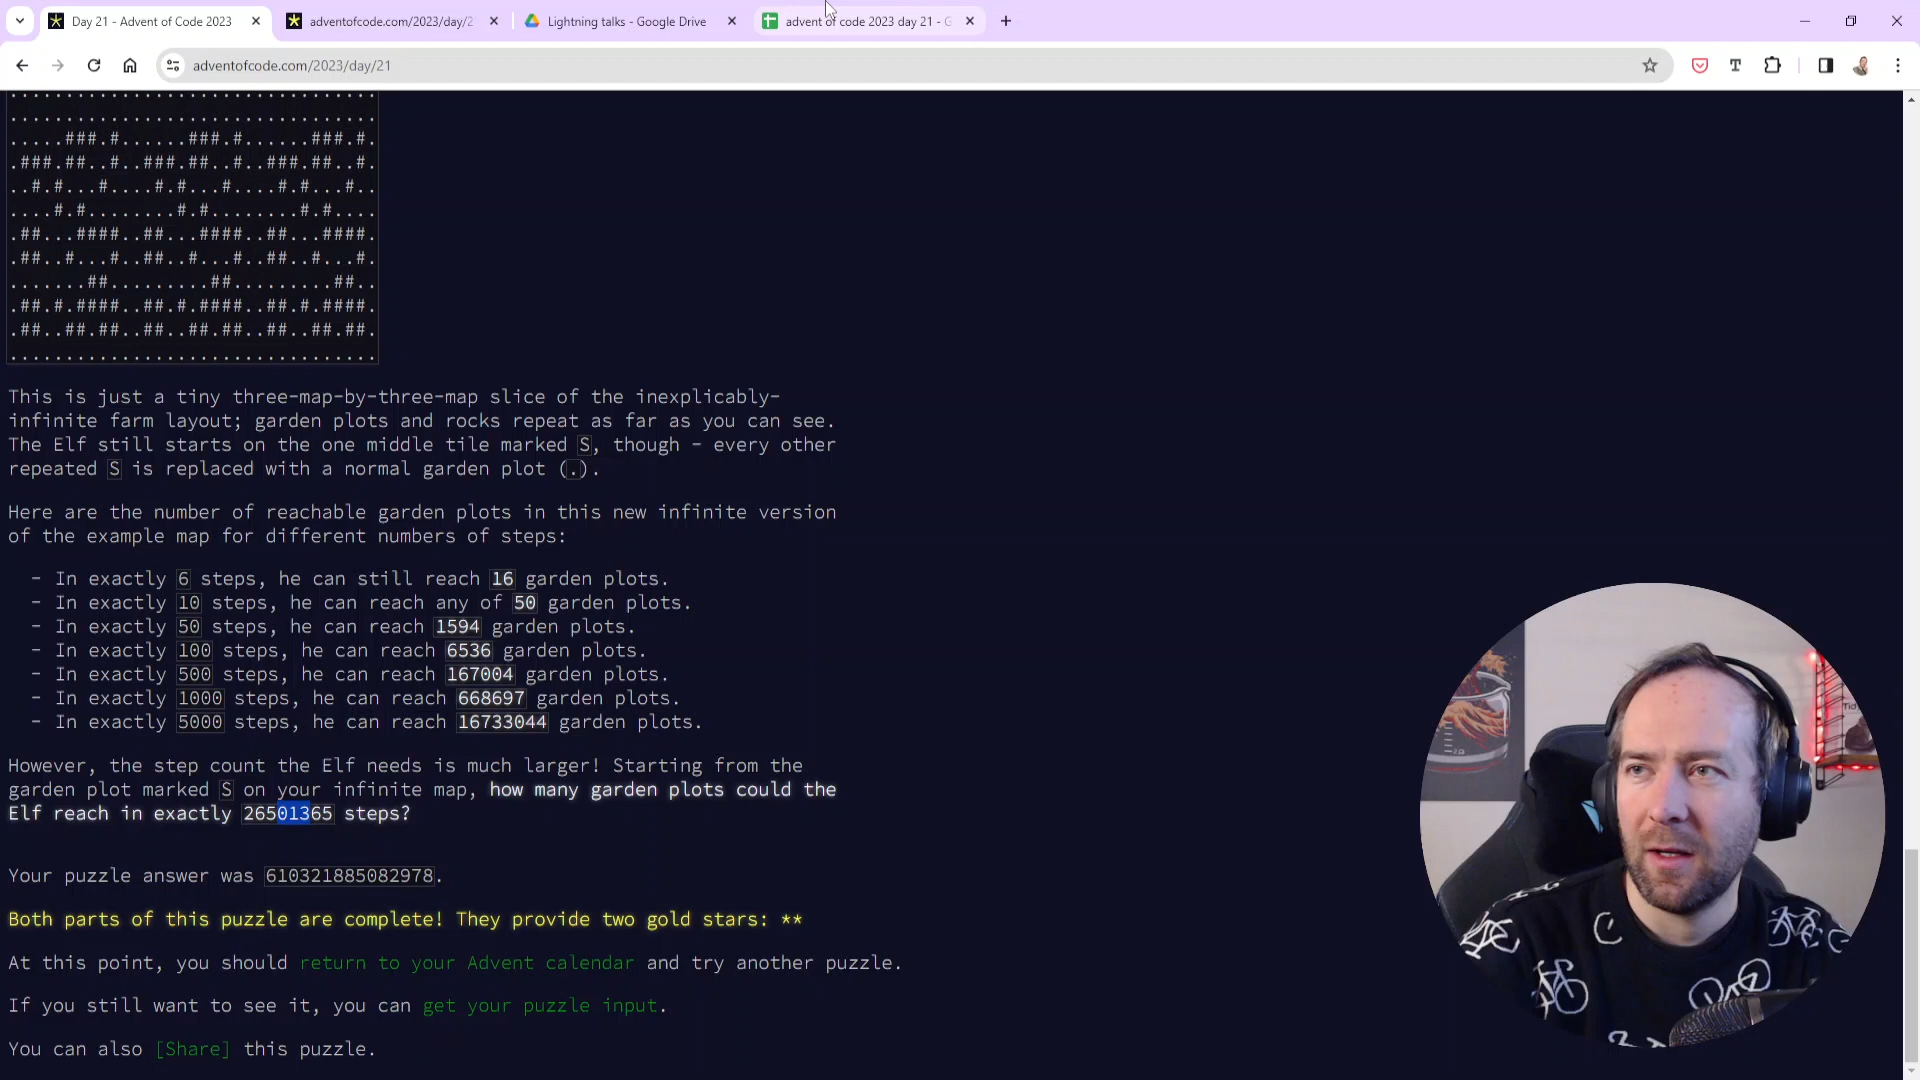 Day 21 - Advent of Code 2023
adventofcode.com/2023/day/2
Lightning talks - Google Drive
advent of code 2023 day 21 - G
adventofcode.com/2023/day/21
.................................
.................................
.....###.#......###.#......###.#.
.###.##..#..###.##..#..###.##..#.
..#.#...#....#.#...#....#.#...#..
....#.#........#.#........#.#....
.##...####..##...####..##...####.
.##..#...#..##..#...#..##..#...#.
.......##.........##.........##..
.##.#.####..##.#.####..##.#.####.
.##..##.##..##..##.##..##..##.##.
.................................
This is just a tiny three-map-by-three-map slice of the inexplicably-
infinite farm layout; garden plots and rocks repeat as far as you can see.
The Elf still starts on the one middle tile marked S, though - every other
repeated S is replaced with a normal garden plot (.).
Here are the number of reachable garden plots in this new infinite version
of the example map for different numbers of steps:
- In exactly 6 steps, he can still reach 16 garden plots.
- In exactly 10 steps, he can reach any of 50 garden plots.
- In exactly 50 steps, he can reach 1594 garden plots.
- In exactly 100 steps, he can reach 6536 garden plots.
- In exactly 500 steps, he can reach 167004 garden plots.
- In exactly 1000 steps, he can reach 668697 garden plots.
- In exactly 5000 steps, he can reach 16733044 garden plots.
However, the step count the Elf needs is much larger! Starting from the
garden plot marked S on your infinite map, how many garden plots could the
Elf reach in exactly 26501365 steps?
Your puzzle answer was 610321885082978.
Both parts of this puzzle are complete! They provide two gold stars: **
At this point, you should return to your Advent calendar and try another puzzle.
If you still want to see it, you can get your puzzle input.
You can also [Share] this puzzle.